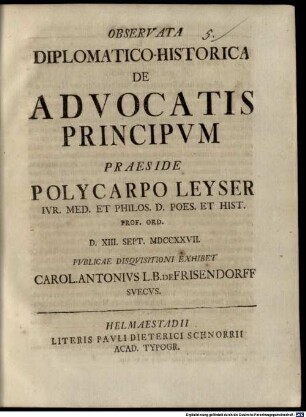 OBSERVATA 5.
DIPLOMATICO-HISTORICA
DE
ADVOCATIS
PRINCIPVM
PRAESIDE
POLYCARPO LEYSER
IVR. MED. ET PHILOS. D. POES. ET HIST.
PROF. ORD.
D. XIII. SEPT. MDCCXXVII.
PVBLICAE DISQVISITIONI EXHIBET
CAROL. ANTONIVS L. B. DE FRISENDORFF
SVECVS.
HELMAESTADII
LITERIS PAVLI DIETERICI SCHNORRII
ACAD. TYPOGR.